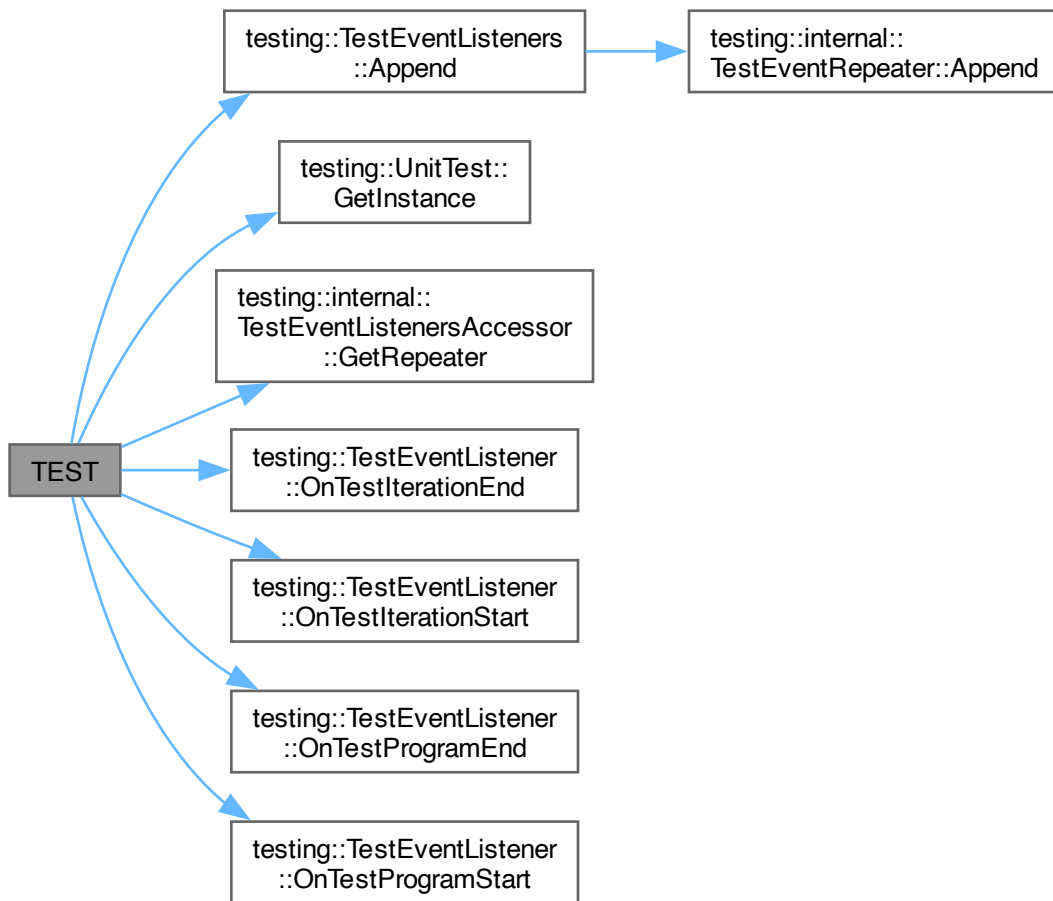 testing::TestEventListeners
::Append
testing::internal::
TestEventRepeater::Append
testing::UnitTest::
GetInstance
testing::internal::
TestEventListenersAccessor
::GetRepeater
TEST
testing::TestEventListener
::OnTestIterationEnd
testing::TestEventListener
::OnTestIterationStart
testing::TestEventListener
::OnTestProgramEnd
testing::TestEventListener
::OnTestProgramStart